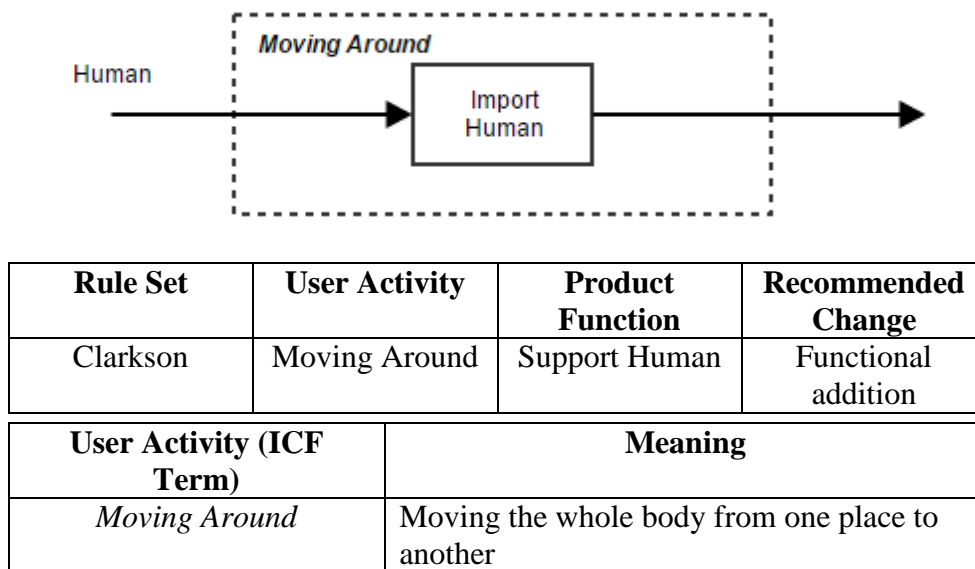 Moving Around
Human
Import
Human
Rule Set User Activity Product Function Recommended Change
Clarkson Moving Around Support Human Functional addition
User Activity (ICF Term) Meaning
Moving Around Moving the whole body from one place to another